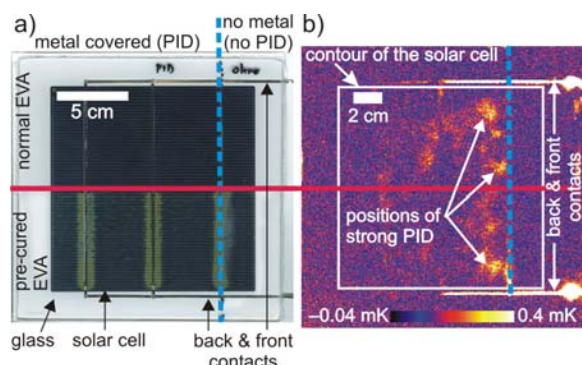 a)
no metal
metal covered (PID)
(no PID)
PID
ohne
5 cm
normal EVA
pre-cured
EVA
glass
solar cell
back & front
contacts
b)
contour of the solar cell
2 cm
positions of
strong PID
back & front
contacts
–0.04 mK
0.4 mK